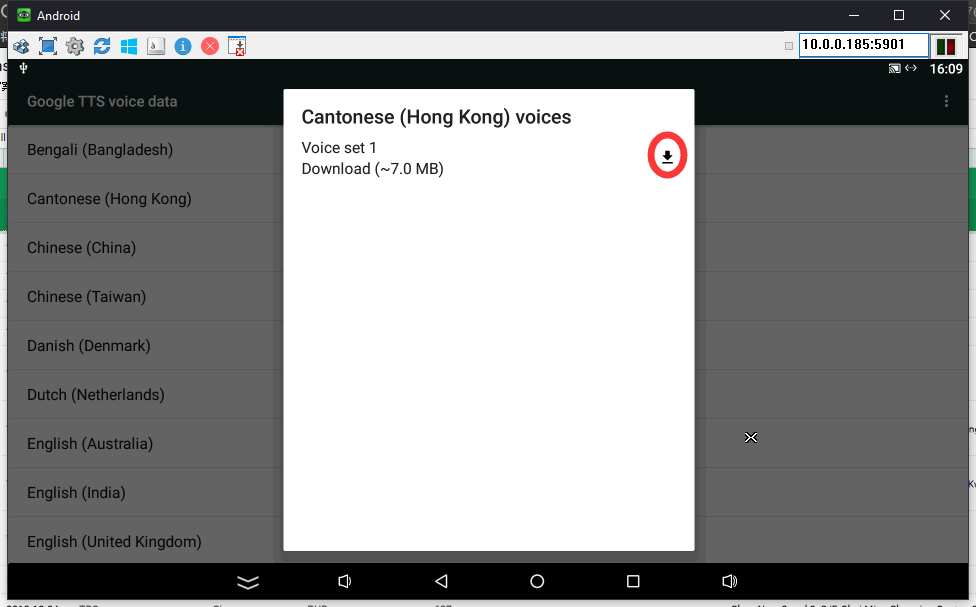 Android
10.0.0.185:5901
16:09
Google TTS voice data
Bengali (Bangladesh)
Cantonese (Hong Kong)
Chinese (China)
Chinese (Taiwan)
Danish (Denmark)
Dutch (Netherlands)
English (Australia)
English (India)
English (United Kingdom)
Cantonese (Hong Kong) voices
Voice set 1
Download (~7.0 MB)